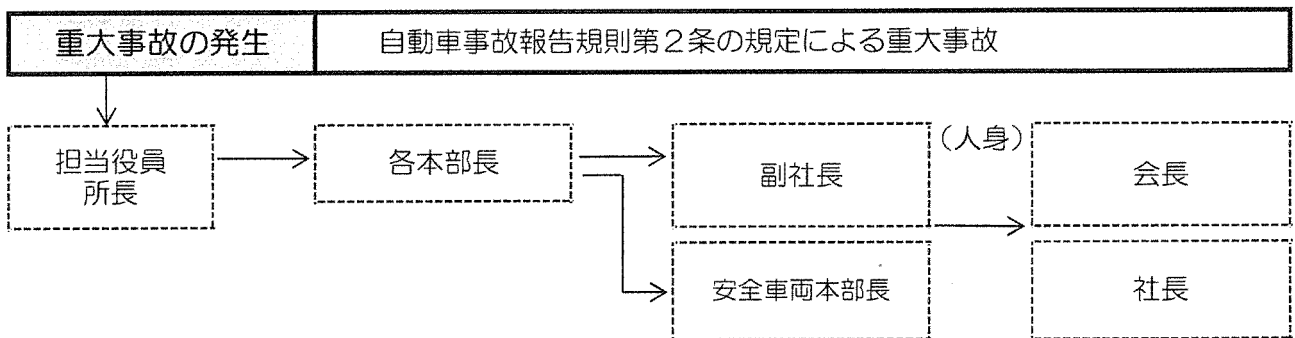 重大事故の発生
自動車事故報告規則第2条の規定による重大事故
担当役員
所長
各本部長
副社長
(人身)
会長
安全車両本部長
社長